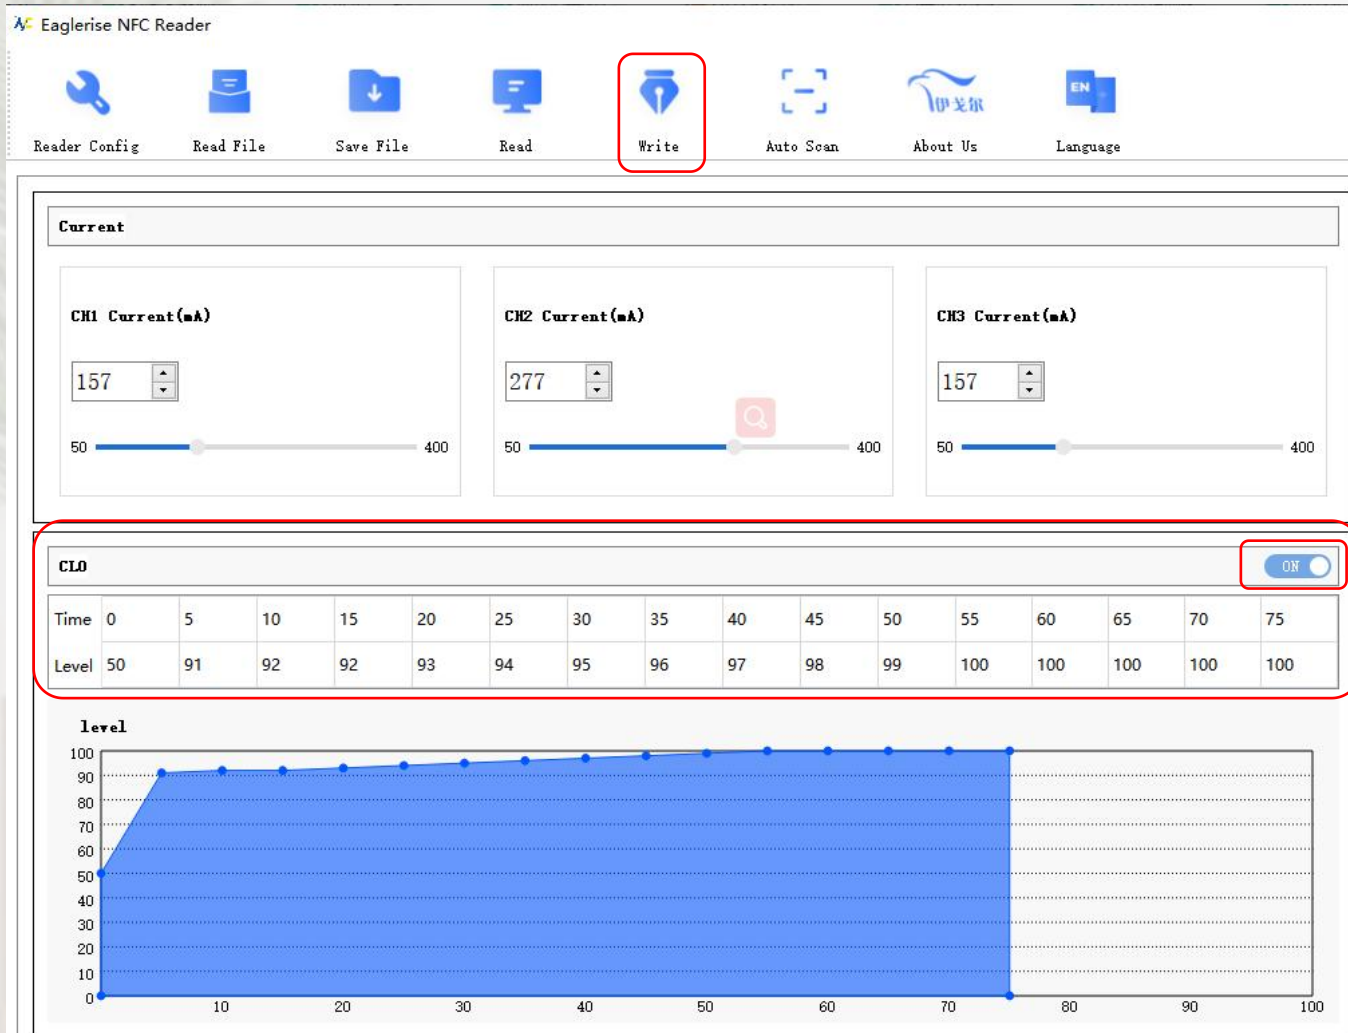 Eaglerise NFC Reader
EN
伊戈尔
Reader Config Read File Save File Read Write Auto Scan About Us Language
Current
CH1 Current(mA) CH2 Current(mA) CH3 Current(mA)
157 277 157
50 400 50 400 50 400
CLO ON
Time 0 5 10 15 20 25 30 35 40 45 50 55 60 65 70 75
Level 50 91 92 92 93 94 95 96 97 98 99 100 100 100 100 100
level
100
90
80
70
60
50
40
30
20
10
0
10 20 30 40 50 60 70 80 90 100